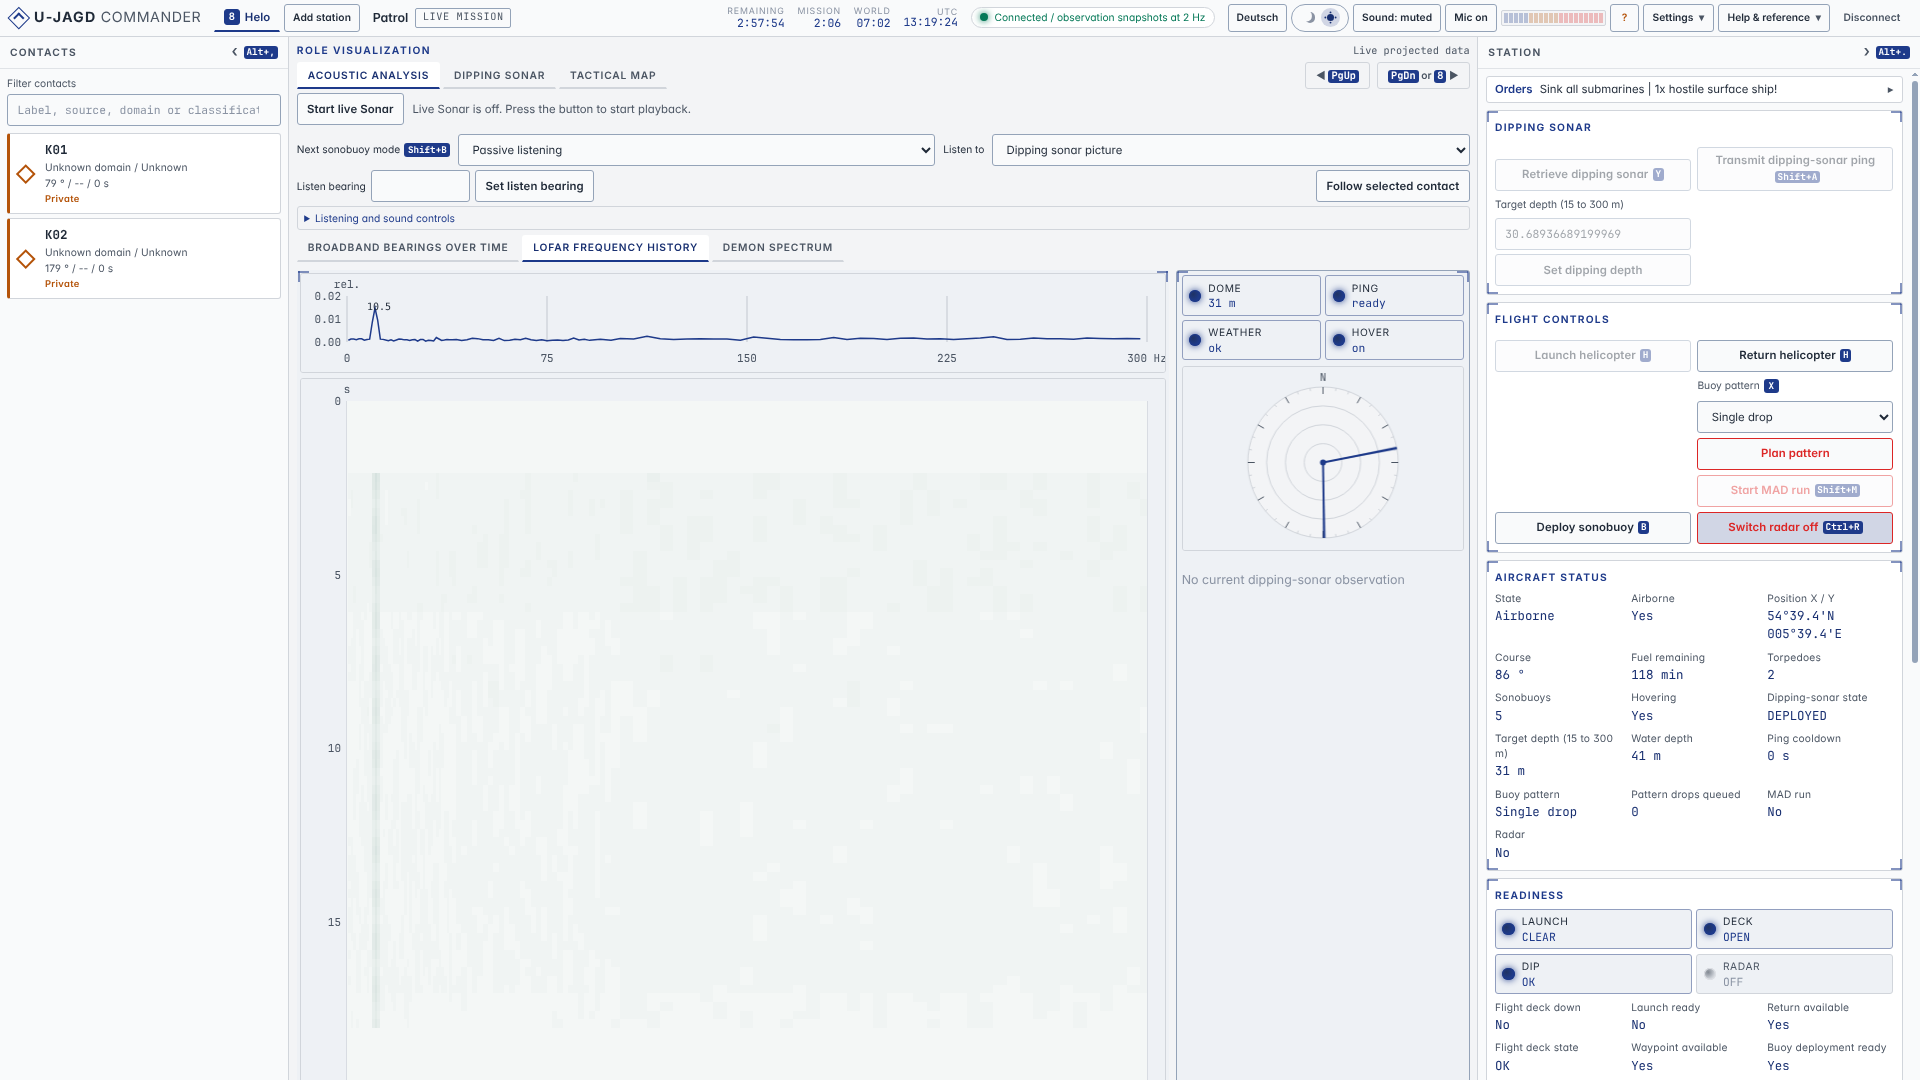 U-JAGD COMMANDER
8 Helo
Add station
Patrol
LIVE MISSION
REMAINING
2:57:54
MISSION
2:06
WORLD
07:02
UTC
13:19:24
Connected / observation snapshots at 2 Hz
Deutsch
Sound: muted
Mic on
?
Settings ▾
Help & reference ▾
Disconnect
CONTACTS
Alt+,
Filter contacts
Label, source, domain or classificat
K01
Unknown domain / Unknown
79 ° / -- / 0 s
Private
K02
Unknown domain / Unknown
179 ° / -- / 0 s
Private
ROLE VISUALIZATION
Live projected data
ACOUSTIC ANALYSIS
DIPPING SONAR
TACTICAL MAP
◀ PgUp
PgDn or 8 ▶
Start live Sonar
Live Sonar is off. Press the button to start playback.
Next sonobuoy mode Shift+B
Passive listening
Listen to
Dipping sonar picture
Listen bearing
Set listen bearing
Follow selected contact
▶ Listening and sound controls
BROADBAND BEARINGS OVER TIME
LOFAR FREQUENCY HISTORY
DEMON SPECTRUM
rel.
0.02
0.01
0.00
10.5
0
75
150
225
300 Hz
s
0
5
10
15
DOME
31 m
PING
ready
WEATHER
ok
HOVER
on
N
No current dipping-sonar observation
STATION
Alt+.
Orders Sink all submarines | 1x hostile surface ship!
DIPPING SONAR
Retrieve dipping sonar Y
Transmit dipping-sonar ping
Shift+A
Target depth (15 to 300 m)
30.68936689199969
Set dipping depth
FLIGHT CONTROLS
Launch helicopter H
Return helicopter H
Buoy pattern X
Single drop
Plan pattern
Start MAD run Shift+M
Deploy sonobuoy B
Switch radar off Ctrl+R
AIRCRAFT STATUS
State
Airborne
Airborne
Yes
Position X / Y
54°39.4'N
005°39.4'E
Course
86 °
Fuel remaining
118 min
Torpedoes
2
Sonobuoys
5
Hovering
Yes
Dipping-sonar state
DEPLOYED
Target depth (15 to 300
m)
31 m
Water depth
41 m
Ping cooldown
0 s
Buoy pattern
Single drop
Pattern drops queued
0
MAD run
No
Radar
No
READINESS
LAUNCH
CLEAR
DECK
OPEN
DIP
OK
RADAR
OFF
Flight deck down
No
Launch ready
No
Return available
Yes
Flight deck state
OK
Waypoint available
Yes
Buoy deployment ready
Yes